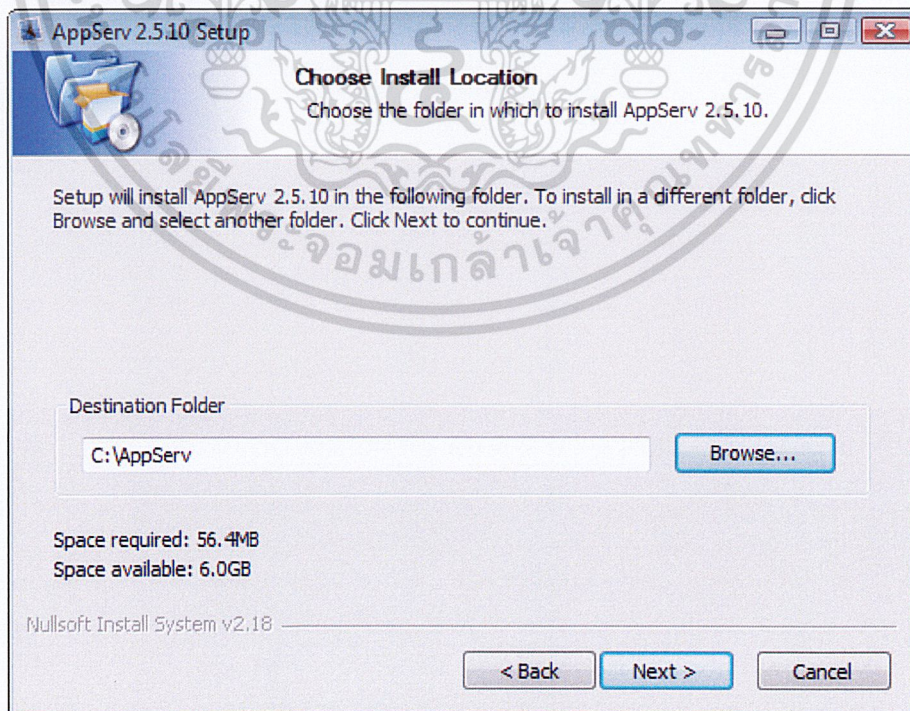 AppServ 2.5.10 Setup
Choose Install Location
Choose the folder in which to install AppServ 2.5.10.
Setup will install AppServ 2.5.10 in the following folder. To install in a different folder, click
Browse and select another folder. Click Next to continue.
Destination Folder
C:\AppServ
Browse...
Space required: 56.4MB
Space available: 6.0GB
Nullsoft Install System v2.18
< Back
Next >
Cancel